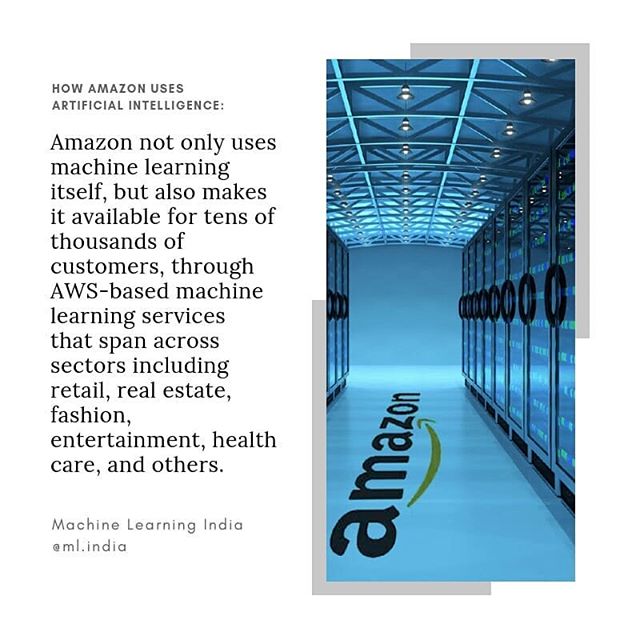 HOW AMAZON USES
ARTIFICIAL INTELLIGENCE:
Amazon not only uses
machine learning
itself, but also makes
it available for tens of
thousands of
customers, through
AWS-based machine
learning services
that span across
sectors including
retail, real estate,
fashion,
entertainment, health
care, and others.
Machine Learning India
@ml.india
amazon